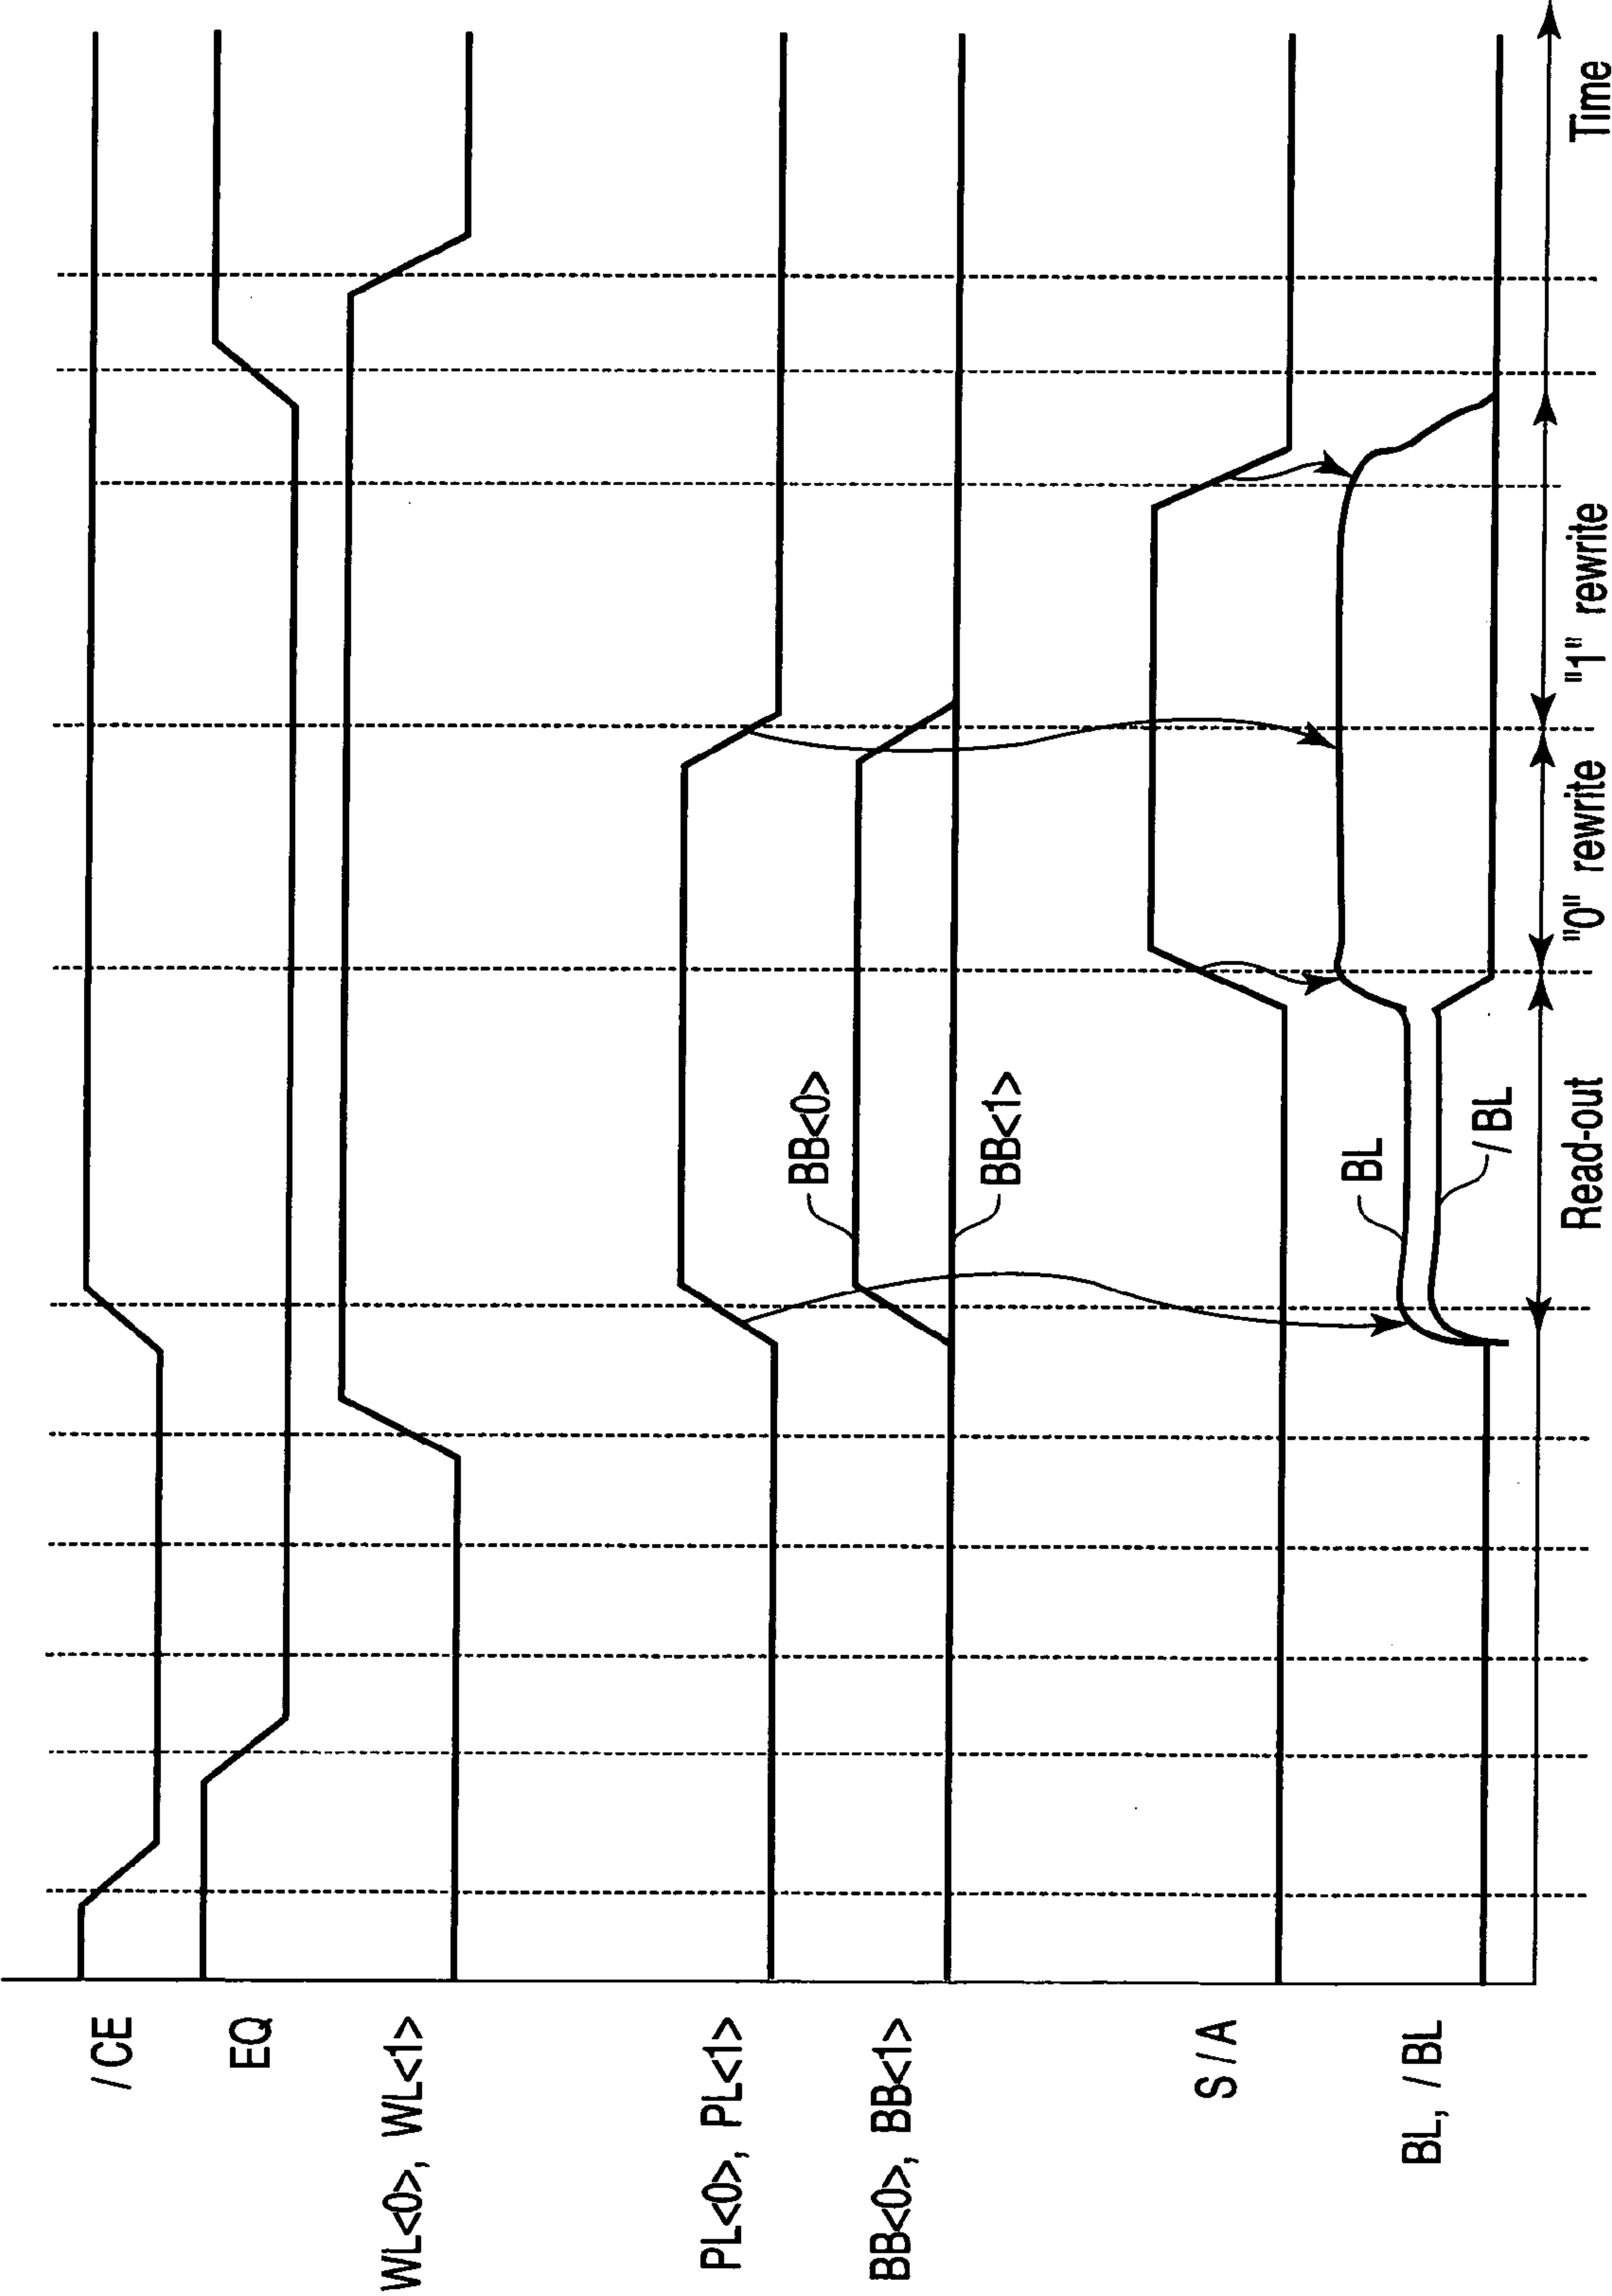 / CE
EQ
WL<0>, WL<1>
PL<0>, PL<1>
BB<0>, BB<1>
BB<0>
BB<1>
S / A
BL, / BL
BL
/ BL
Read-out
"0" rewrite
"1" rewrite
Time